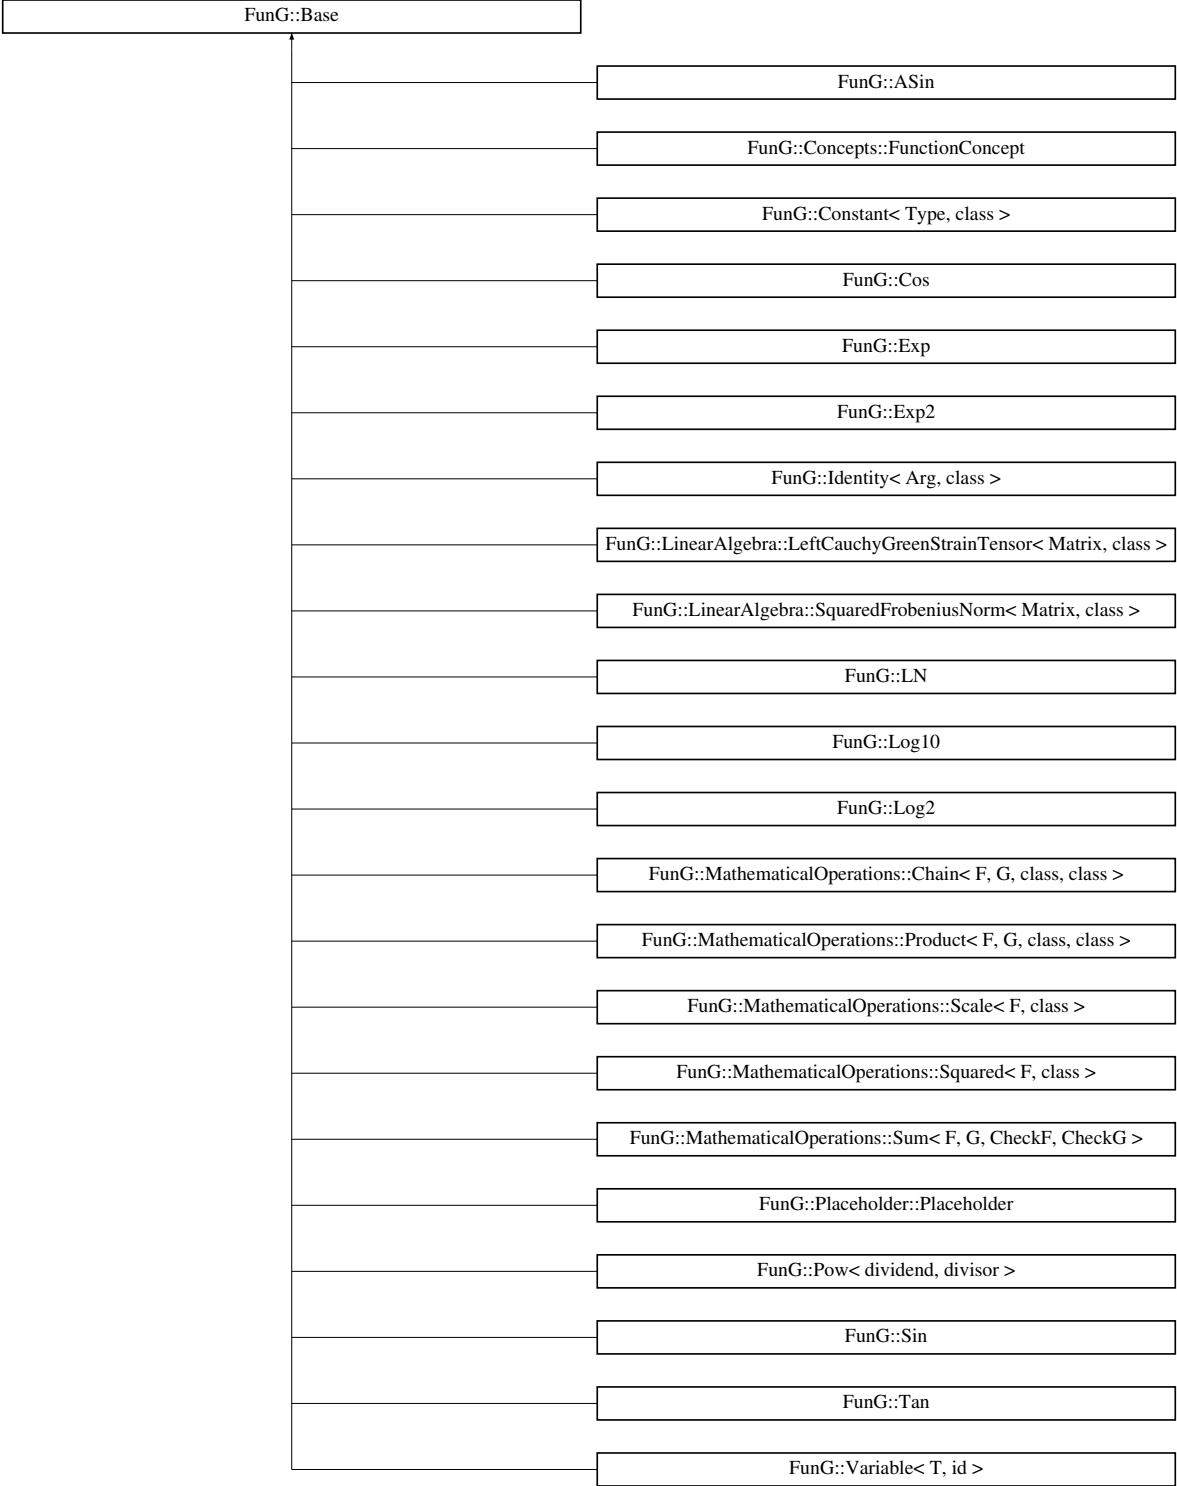 FunG::Base
FunG::ASin
FunG::Concepts::FunctionConcept
FunG::Constant< Type, class >
FunG::Cos
FunG::Exp
FunG::Exp2
FunG::Identity< Arg, class >
FunG::LinearAlgebra::LeftCauchyGreenStrainTensor< Matrix, class >
FunG::LinearAlgebra::SquaredFrobeniusNorm< Matrix, class >
FunG::LN
FunG::Log10
FunG::Log2
FunG::MathematicalOperations::Chain< F, G, class, class >
FunG::MathematicalOperations::Product< F, G, class, class >
FunG::MathematicalOperations::Scale< F, class >
FunG::MathematicalOperations::Squared< F, class >
FunG::MathematicalOperations::Sum< F, G, CheckF, CheckG >
FunG::Placeholder::Placeholder
FunG::Pow< dividend, divisor >
FunG::Sin
FunG::Tan
FunG::Variable< T, id >